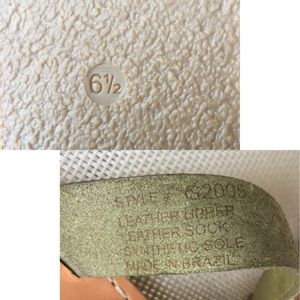 6½
STYLE # G2005
LEATHER UPPER
LEATHER SOCK
SYNTHETIC SOLE
MADE IN BRAZIL